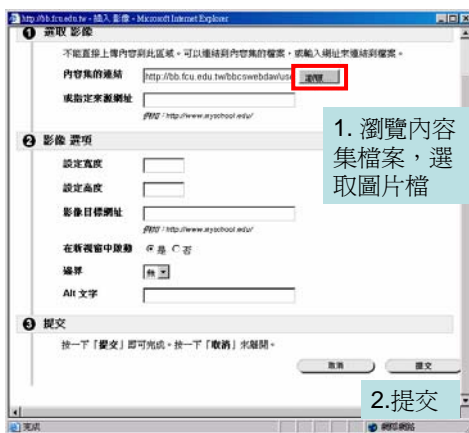 http://bb.fcu.edu.tw - 插入 影像 - Microsoft Internet Explorer
1 選取 影像
不能直接上傳內容到此區域。可以連結到內容集的檔案，或輸入網址來連結到檔案。
內容集的連結 http://bb.fcu.edu.tw/bbcswebdav/use 瀏覽...
或指定來源網址
例如：http://www.myschool.edu/
1. 瀏覽內容
集檔案，選
取圖片檔
2 影像 選項
設定寬度
設定高度
影像目標網址
例如：http://www.myschool.edu/
在新視窗中啟動 是 否
邊界 無
Alt 文字
3 提交
按一下「提交」即可完成。按一下「取消」來離開。
取消 提交
2.提交
完成 網際網路